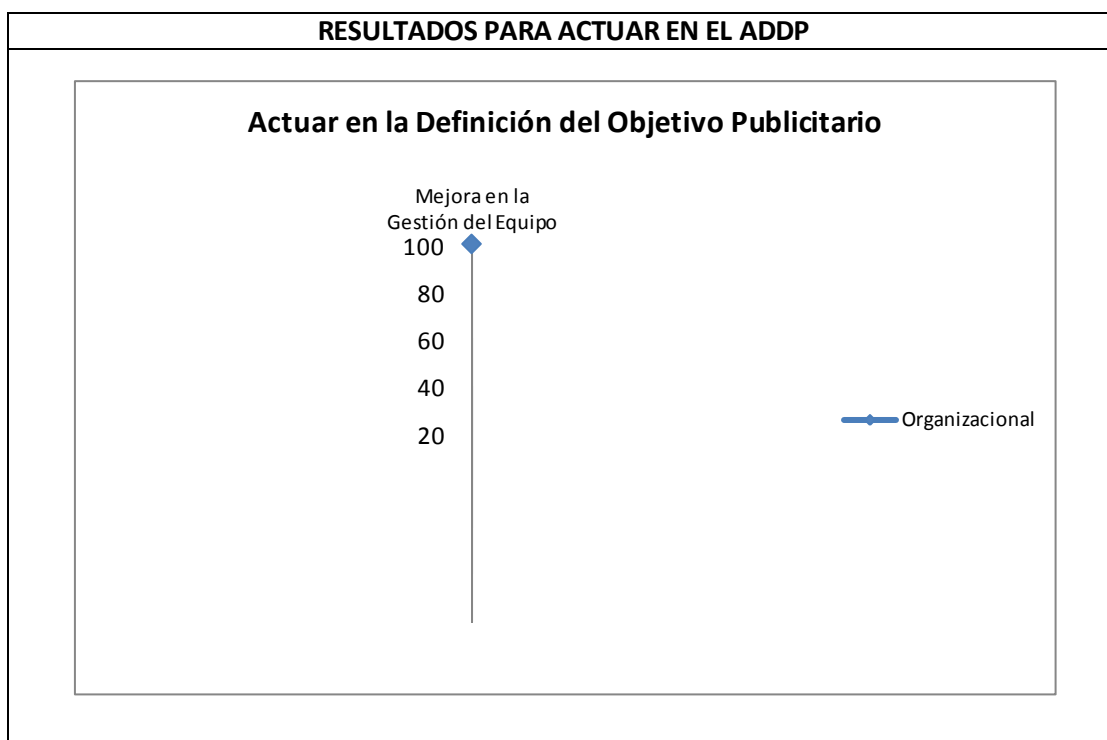 RESULTADOS PARA ACTUAR EN EL ADDP
Actuar en la Definición del Objetivo Publicitario
Mejora en la
Gestión del Equipo
100
80
60
40
20
Organizacional